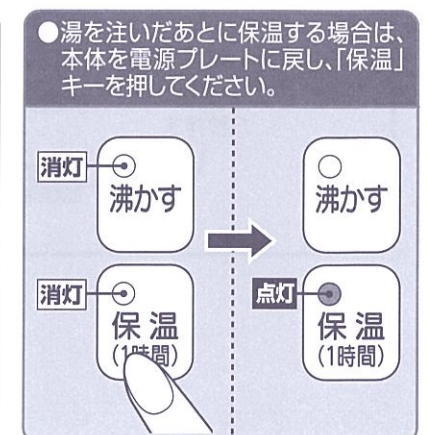 ●湯を注いだあとに保温する場合は、
本体を電源プレートに戻し、「保温」
キーを押してください。
消灯
沸かす
消灯
保温
(1時間)
沸かす
点灯
保温
(1時間)